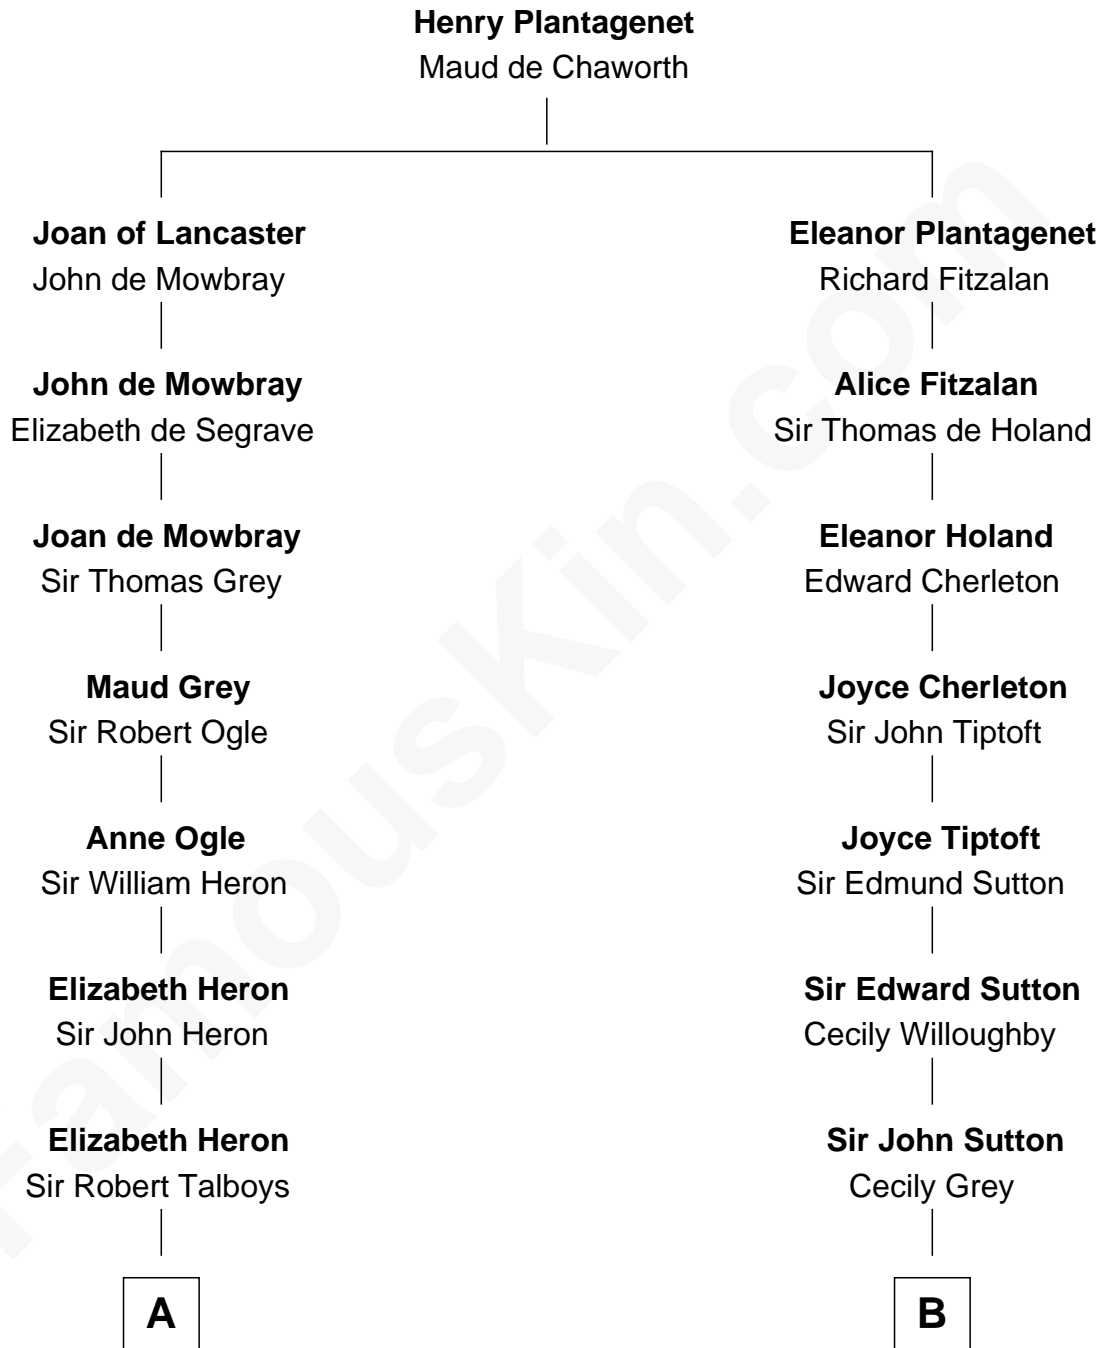 Henry Plantagenet
Maud de Chaworth
Joan of Lancaster
John de Mowbray
Eleanor Plantagenet
Richard Fitzalan
John de Mowbray
Elizabeth de Segrave
Alice Fitzalan
Sir Thomas de Holand
Joan de Mowbray
Sir Thomas Grey
Eleanor Holand
Edward Cherleton
Maud Grey
Sir Robert Ogle
Joyce Cherleton
Sir John Tiptoft
Anne Ogle
Sir William Heron
Joyce Tiptoft
Sir Edmund Sutton
Elizabeth Heron
Sir John Heron
Sir Edward Sutton
Cecily Willoughby
Elizabeth Heron
Sir Robert Talboys
Sir John Sutton
Cecily Grey
A
B
FamousKin.com